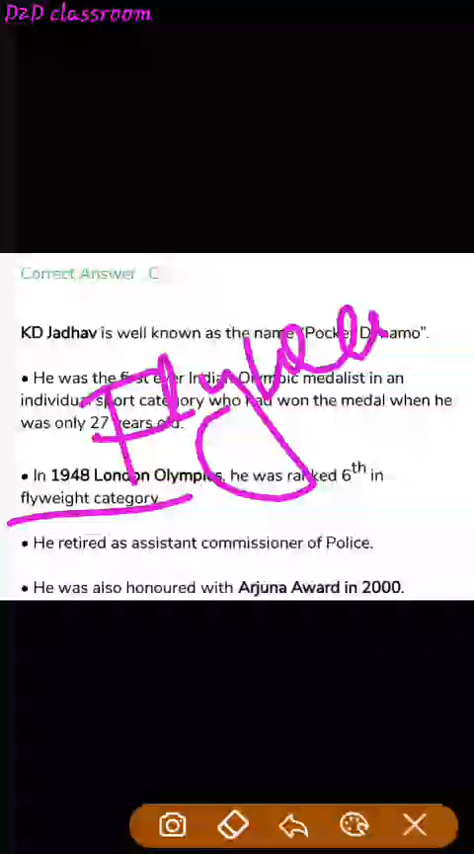 D2D classroom
Correct Answer . C
KD Jadhav is well known as the name "Pocket Dynamo".
• He was the first ever Indian Olympic medalist in an
individual sport category who had won the medal when he
was only 27 years old.
• In 1948 London Olympics, he was ranked 6th in
flyweight category
• He retired as assistant commissioner of Police.
• He was also honoured with Arjuna Award in 2000.